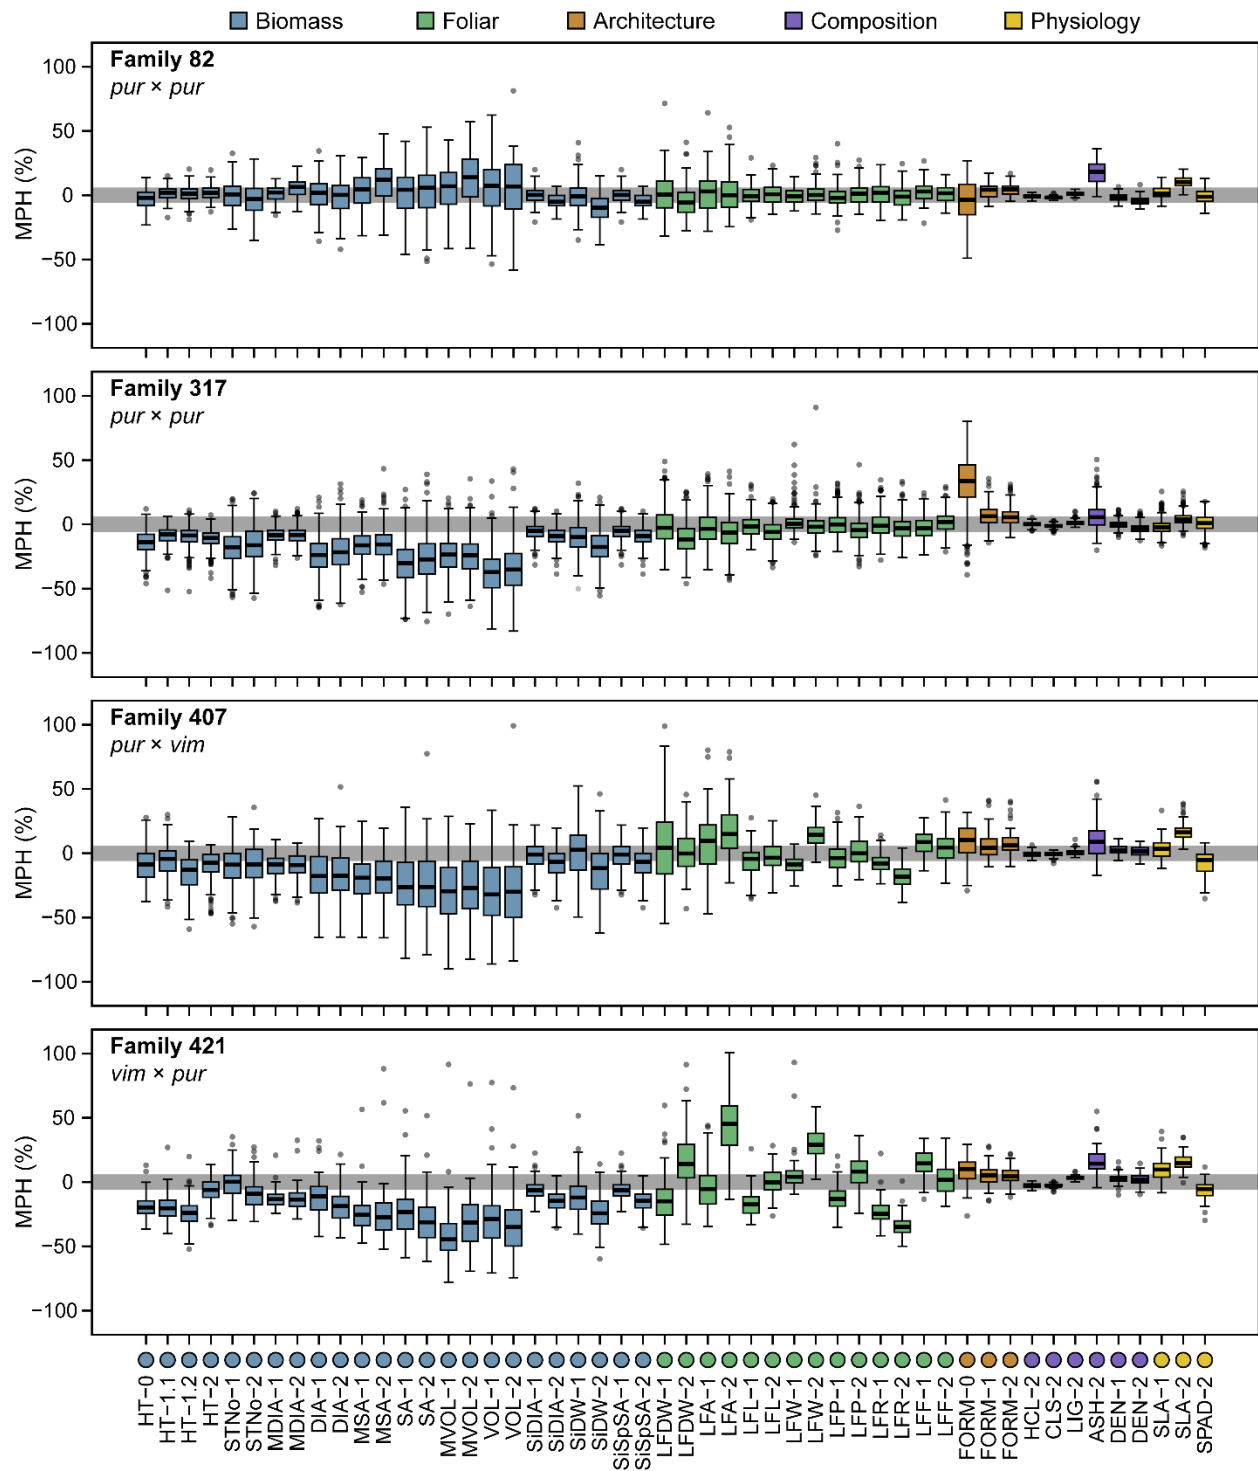 Biomass Foliar Architecture Composition Physiology
Family 82
pur × pur
MPH (%)
100
50
0
−50
−100
Family 317
pur × pur
MPH (%)
100
50
0
−50
−100
Family 407
pur × vim
MPH (%)
100
50
0
−50
−100
Family 421
vim × pur
MPH (%)
100
50
0
−50
−100
HT−0
HT−1.1
HT−1.2
HT−2
STNo−1
STNo−2
MDIA−1
MDIA−2
DIA−1
DIA−2
MSA−1
MSA−2
SA−1
SA−2
MVOL−1
MVOL−2
VOL−1
VOL−2
SiDIA−1
SiDIA−2
SiDW−1
SiDW−2
SiSpSA−1
SiSpSA−2
LFDW−1
LFDW−2
LFA−1
LFA−2
LFL−1
LFL−2
LFW−1
LFW−2
LFP−1
LFP−2
LFR−1
LFR−2
LFF−1
LFF−2
FORM−0
FORM−1
FORM−2
HCL−2
CLS−2
LIG−2
ASH−2
DEN−1
DEN−2
SLA−1
SLA−2
SPAD−2